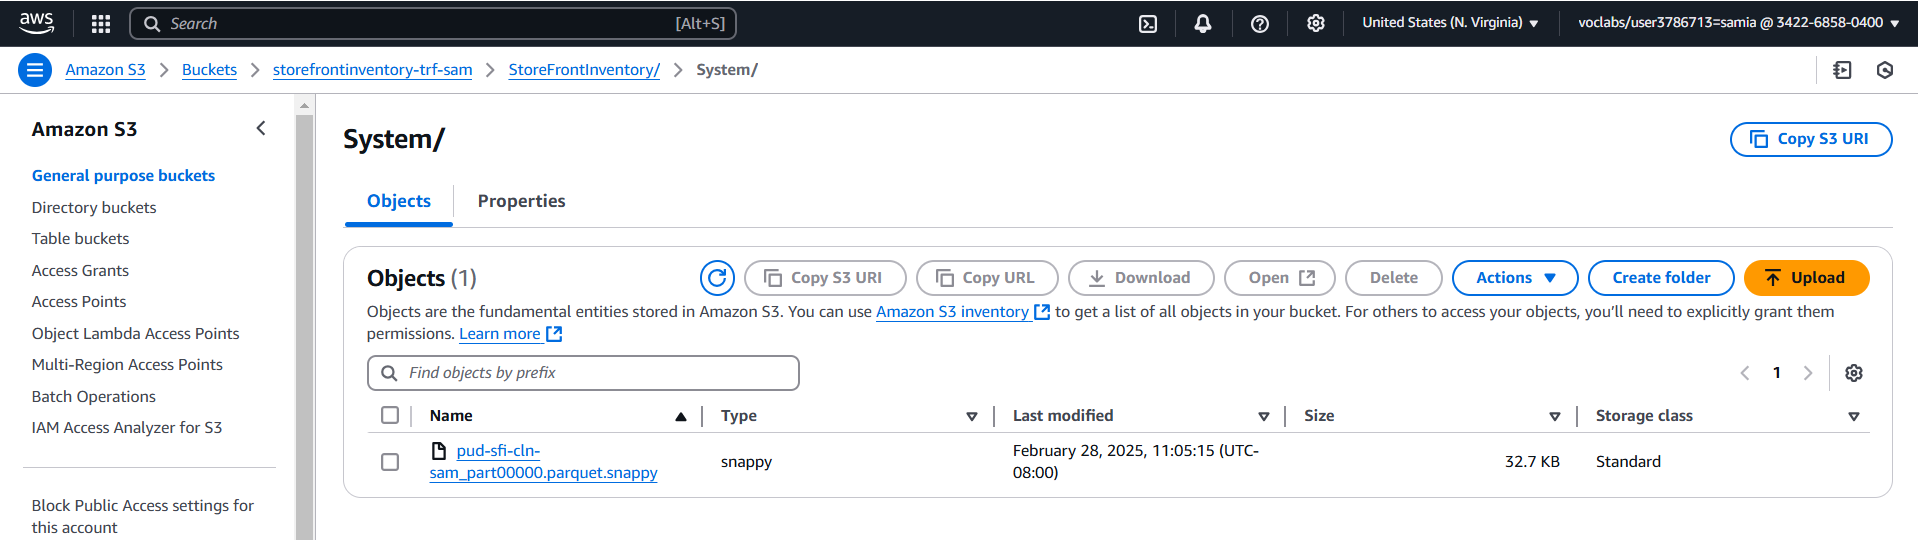 aws
Search [Alt+S]
United States (N. Virginia)
voclabs/user3786713=samia @ 3422-6858-0400
Amazon S3
Buckets
storefrontinventory-trf-sam
StoreFrontInventory/
System/
Amazon S3
General purpose buckets
Directory buckets
Table buckets
Access Grants
Access Points
Object Lambda Access Points
Multi-Region Access Points
Batch Operations
IAM Access Analyzer for S3
Block Public Access settings for
this account
System/
Copy S3 URI
Objects
Properties
Objects (1)
Copy S3 URI
Copy URL
Download
Open
Delete
Actions
Create folder
Upload
Objects are the fundamental entities stored in Amazon S3. You can use Amazon S3 inventory to get a list of all objects in your bucket. For others to access your objects, you’ll need to explicitly grant them
permissions. Learn more
Find objects by prefix
1
Name
Type
Last modified
Size
Storage class
pud-sfi-cln-
sam_part00000.parquet.snappy
snappy
February 28, 2025, 11:05:15 (UTC-
08:00)
32.7 KB
Standard